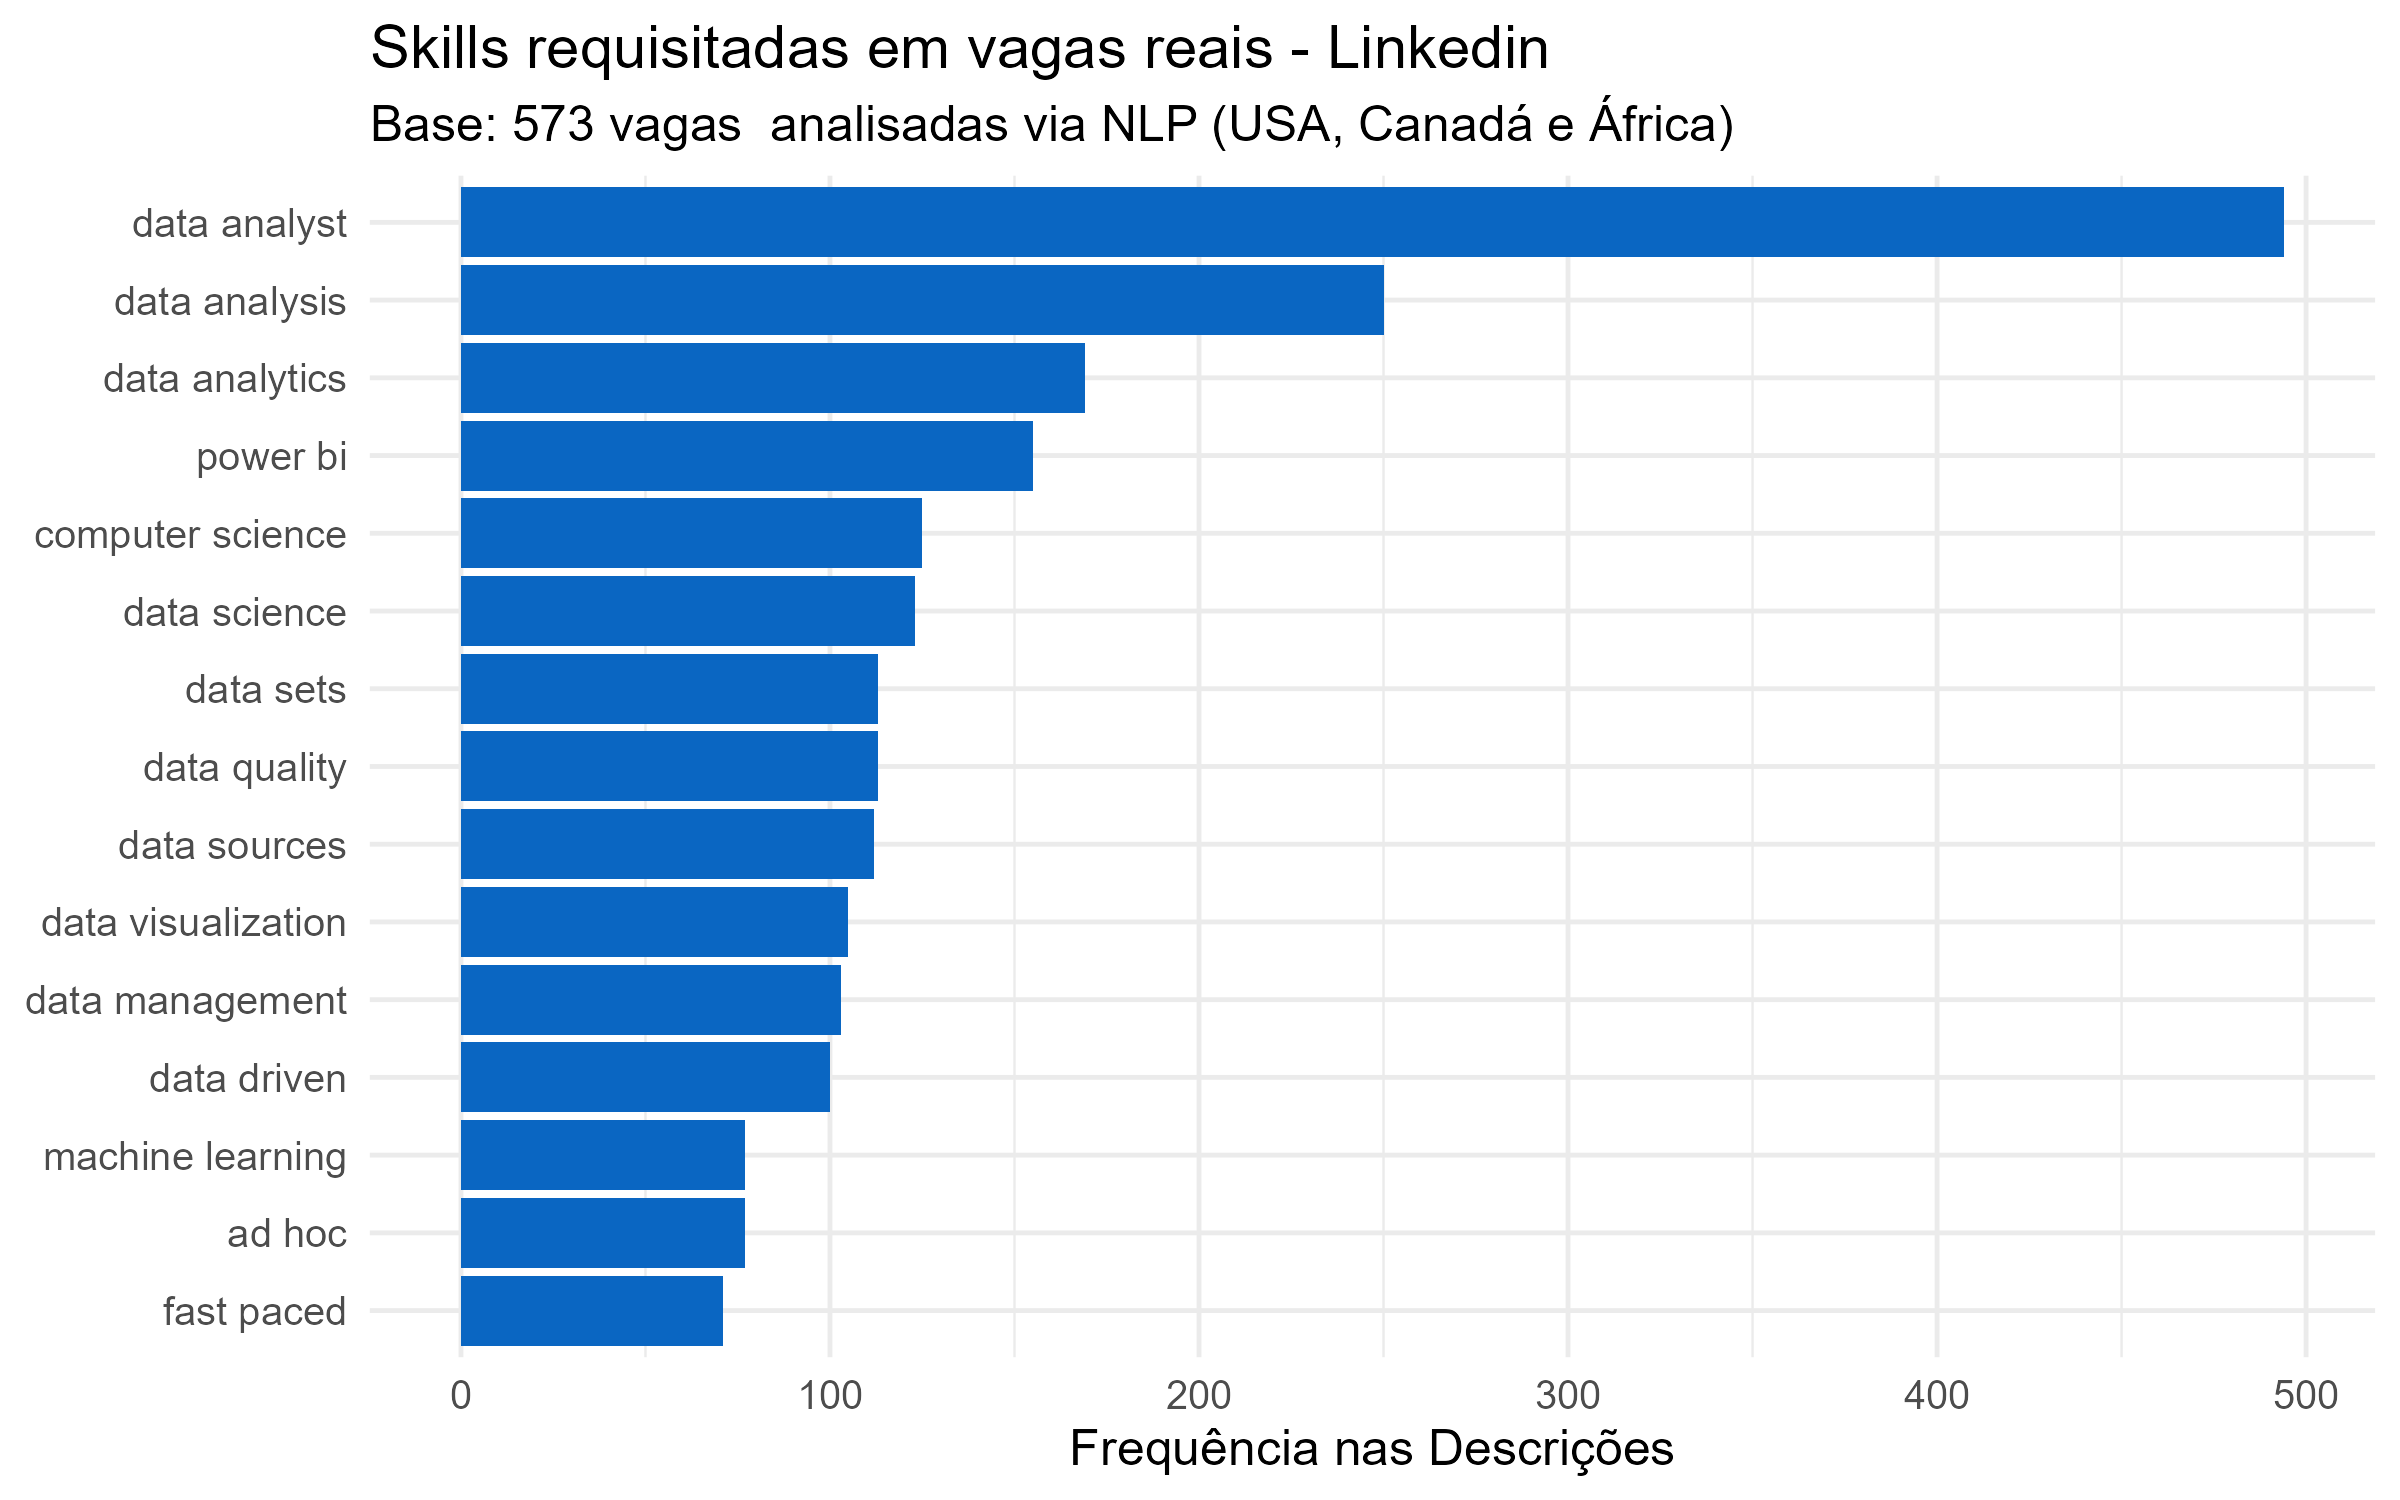 Skills requisitadas em vagas reais - Linkedin
Base: 573 vagas  analisadas via NLP (USA, Canadá e África)
data analyst
data analysis
data analytics
power bi
computer science
data science
data sets
data quality
data sources
data visualization
data management
data driven
machine learning
ad hoc
fast paced
0 100 200 300 400 500
Frequência nas Descrições